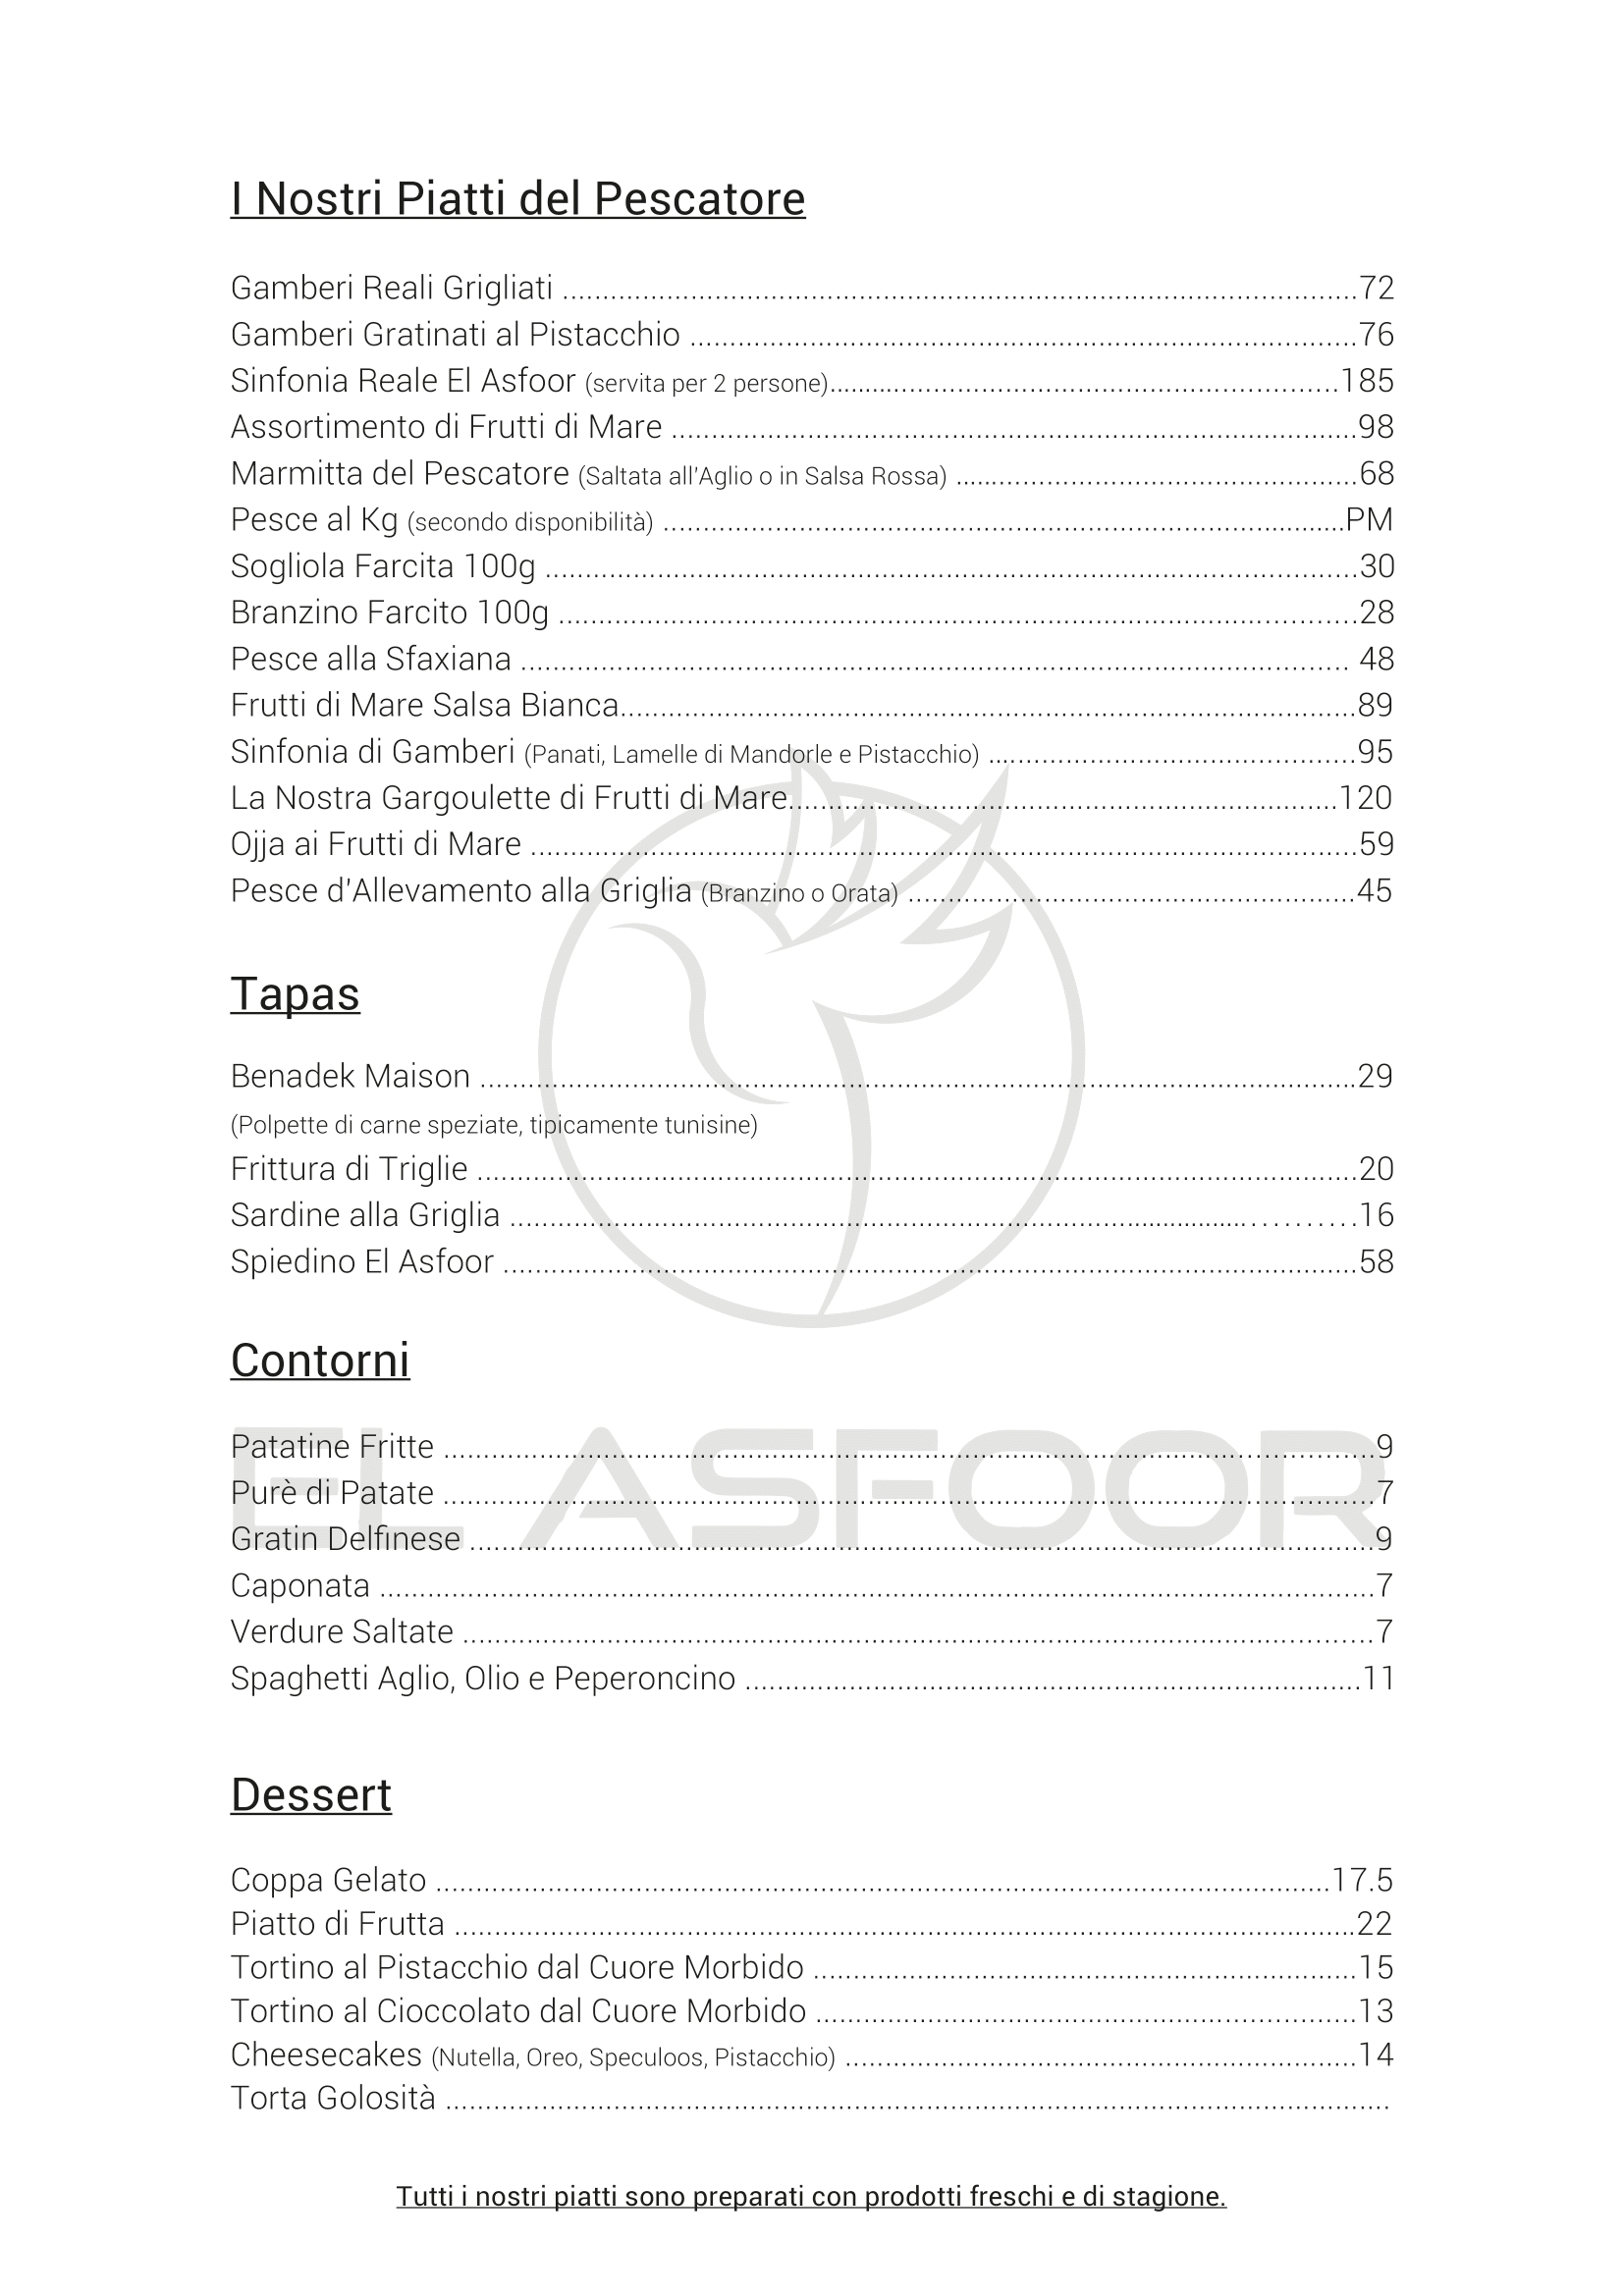 I Nostri Piatti del Pescatore
Gamberi Reali Grigliati ........................................72
Gamberi Gratinati al Pistacchio ........................................76
Sinfonia Reale El Asfoor (servita per 2 persone)........................................185
Assortimento di Frutti di Mare ........................................98
Marmitta del Pescatore (Saltata all'Aglio o in Salsa Rossa) ........................................68
Pesce al Kg (secondo disponibilità) ........................................PM
Sogliola Farcita 100g ........................................30
Branzino Farcito 100g ........................................28
Pesce alla Sfaxiana ........................................ 48
Frutti di Mare Salsa Bianca........................................89
Sinfonia di Gamberi (Panati, Lamelle di Mandorle e Pistacchio) ........................................95
La Nostra Gargoulette di Frutti di Mare........................................120
Ojja ai Frutti di Mare ........................................59
Pesce d'Allevamento alla Griglia (Branzino o Orata) ........................................45
Tapas
Benadek Maison ........................................29
(Polpette di carne speziate, tipicamente tunisine)
Frittura di Triglie ........................................20
Sardine alla Griglia ........................................16
Spiedino El Asfoor ........................................58
Contorni
EL ASFOOR
Patatine Fritte ........................................9
Purè di Patate ........................................7
Gratin Delfinese ........................................9
Caponata ........................................7
Verdure Saltate ........................................7
Spaghetti Aglio, Olio e Peperoncino ........................................11
Dessert
Coppa Gelato ........................................17.5
Piatto di Frutta ........................................22
Tortino al Pistacchio dal Cuore Morbido ........................................15
Tortino al Cioccolato dal Cuore Morbido ........................................13
Cheesecakes (Nutella, Oreo, Speculoos, Pistacchio) ........................................14
Torta Golosità ........................................
Tutti i nostri piatti sono preparati con prodotti freschi e di stagione.